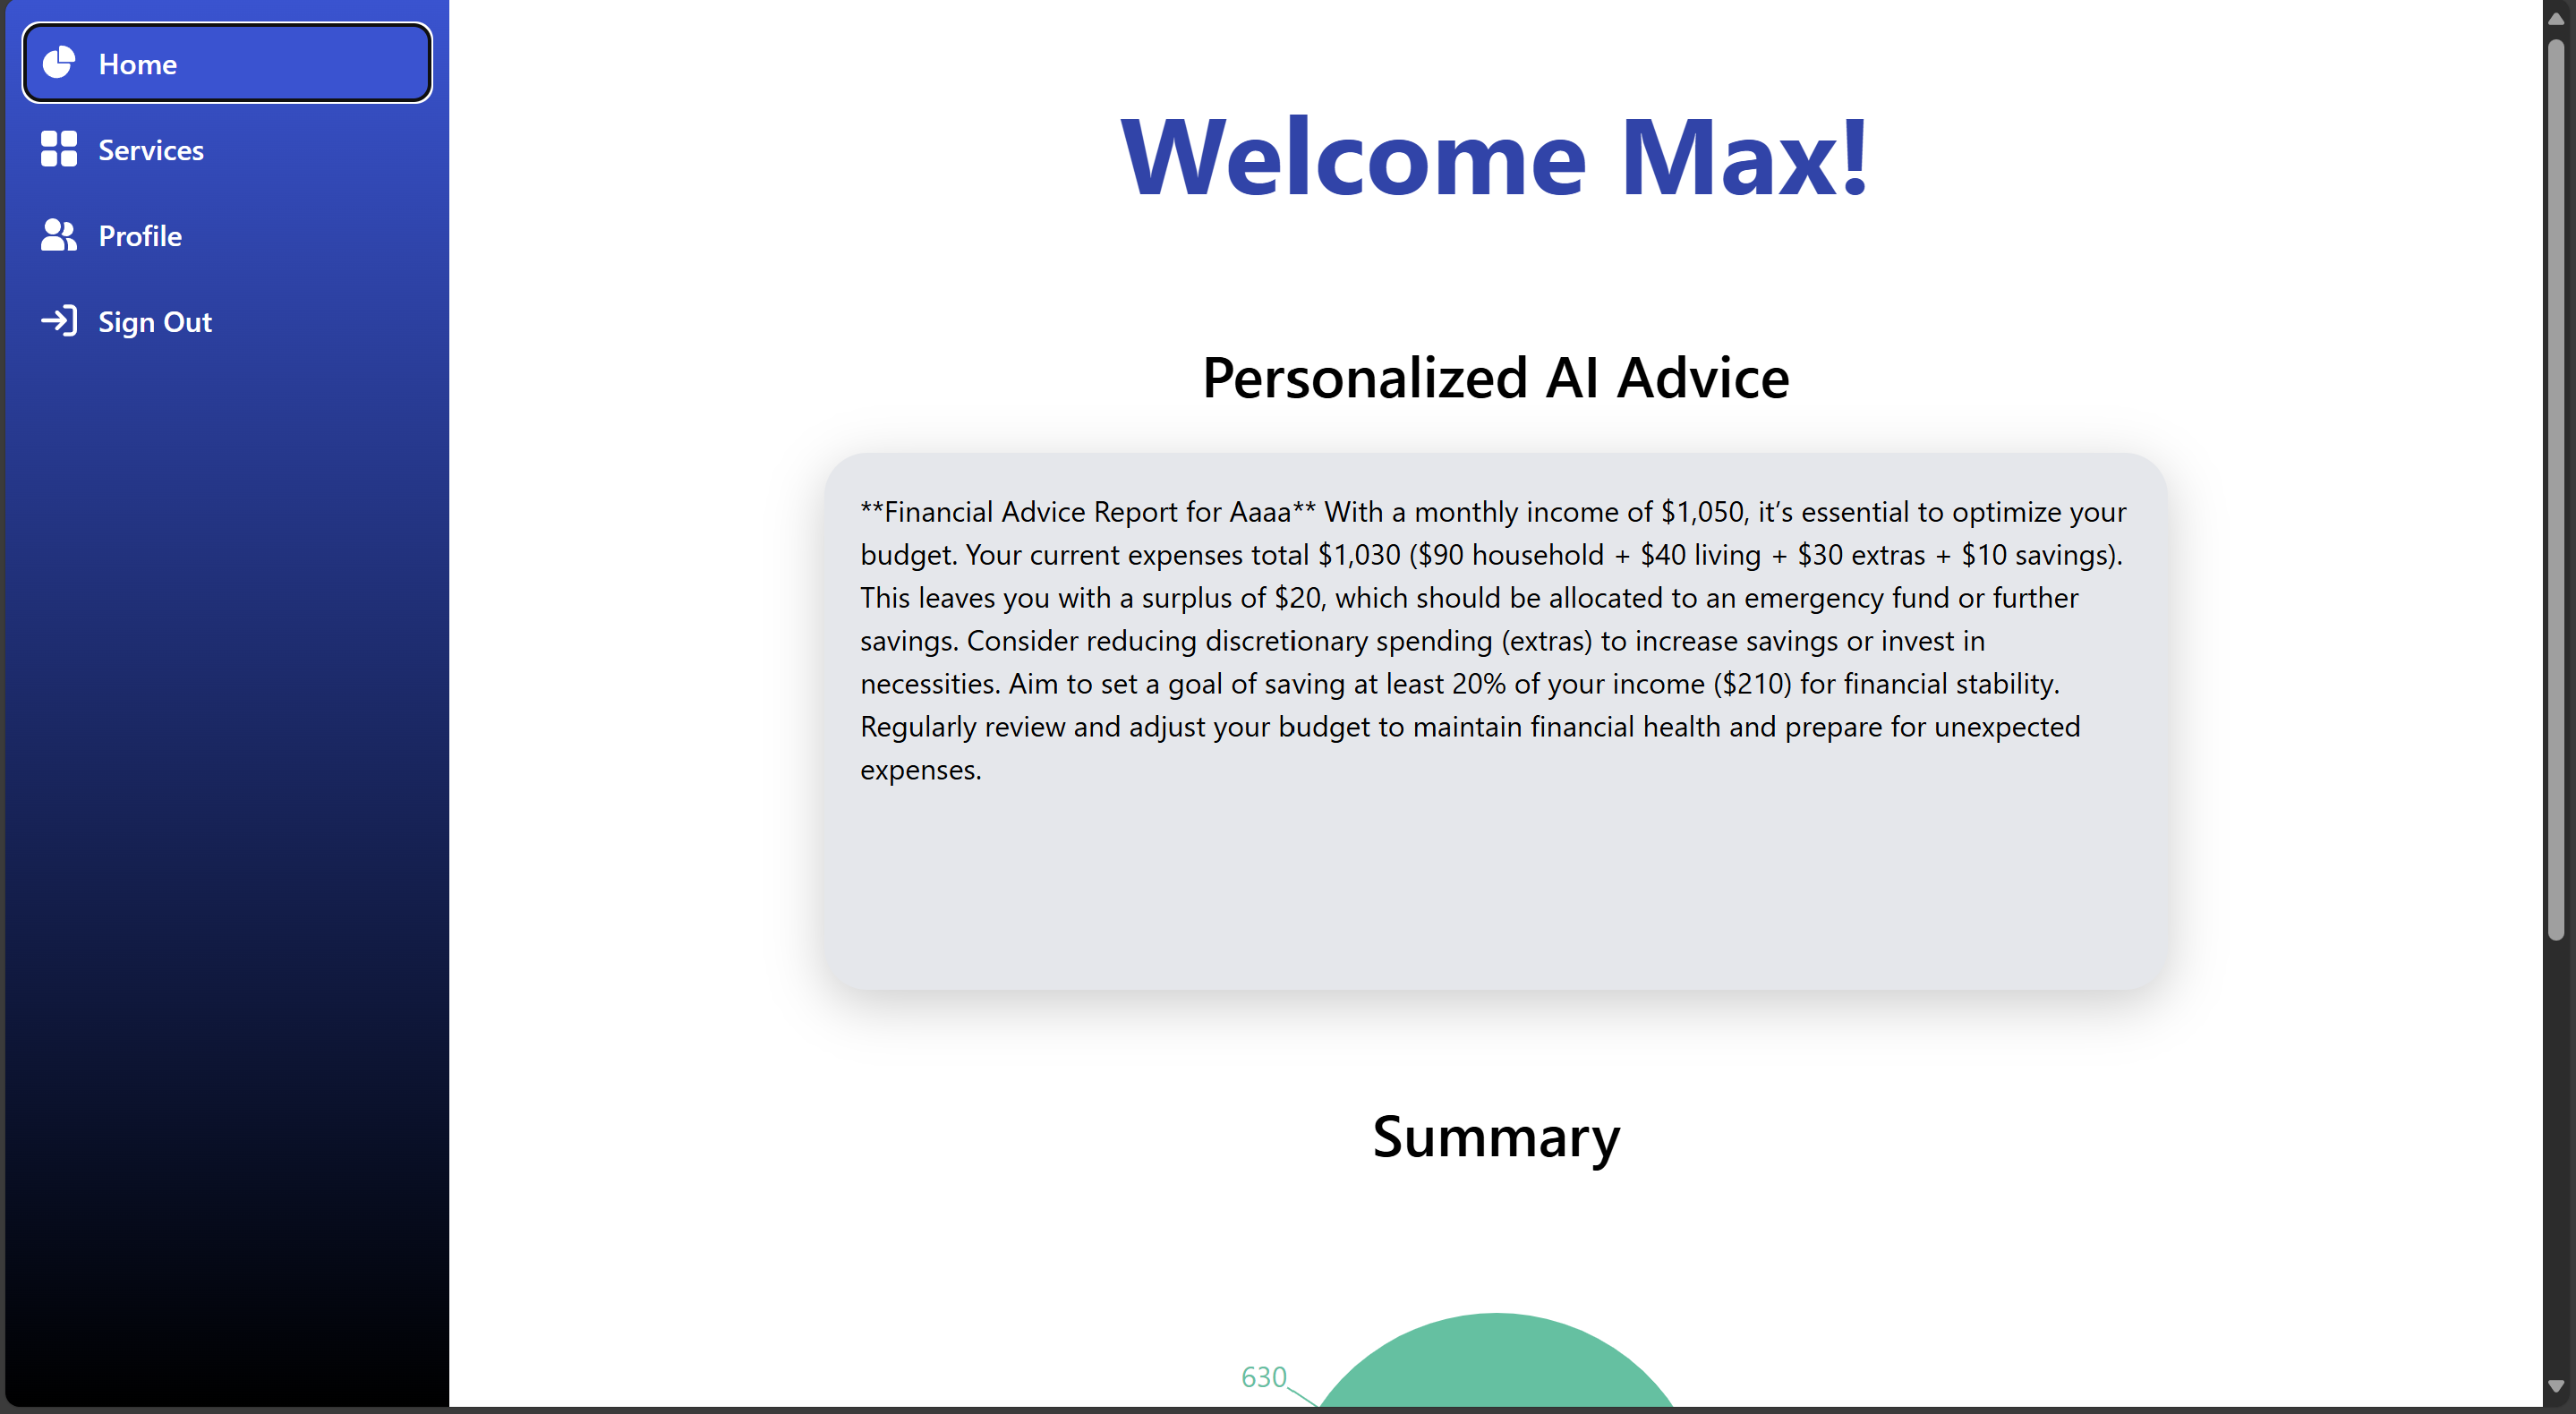 Home
Services
Profile
Sign Out
Welcome Max!
Personalized AI Advice
**Financial Advice Report for Aaaa** With a monthly income of $1,050, it’s essential to optimize your
budget. Your current expenses total $1,030 ($90 household + $40 living + $30 extras + $10 savings).
This leaves you with a surplus of $20, which should be allocated to an emergency fund or further
savings. Consider reducing discretionary spending (extras) to increase savings or invest in
necessities. Aim to set a goal of saving at least 20% of your income ($210) for financial stability.
Regularly review and adjust your budget to maintain financial health and prepare for unexpected
expenses.
Summary
630